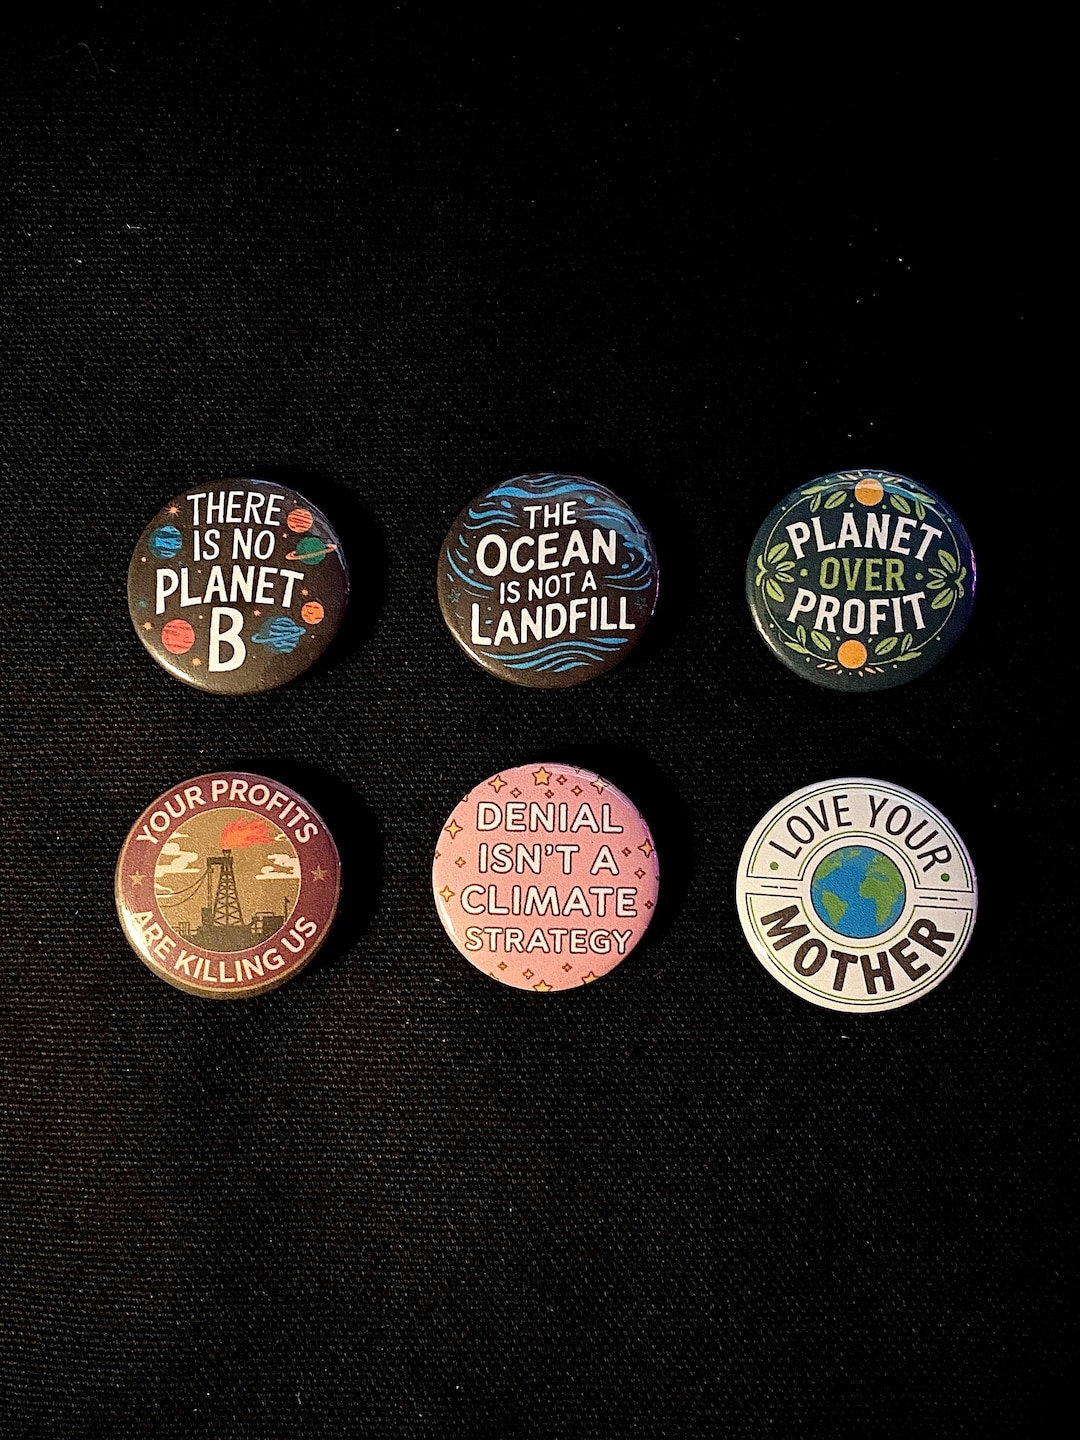 THERE
IS NO
PLANET
B
THE
OCEAN
IS NOT A
LANDFILL
PLANET
OVER
PROFIT
YOUR PROFITS
ARE KILLING US
DENIAL
ISN'T A
CLIMATE
STRATEGY
LOVE YOUR
MOTHER